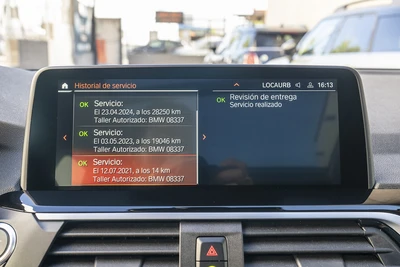 Historial de servicio
LOCAURB
16:13
OK Servicio:
El 23.04.2024, a los 28250 km
Taller Autorizado: BMW 08337
OK Servicio:
El 03.05.2023, a los 19046 km
Taller Autorizado: BMW 08337
OK Servicio:
El 12.07.2021, a los 14 km
Taller Autorizado: BMW 08337
OK Revisión de entrega
Servicio realizado